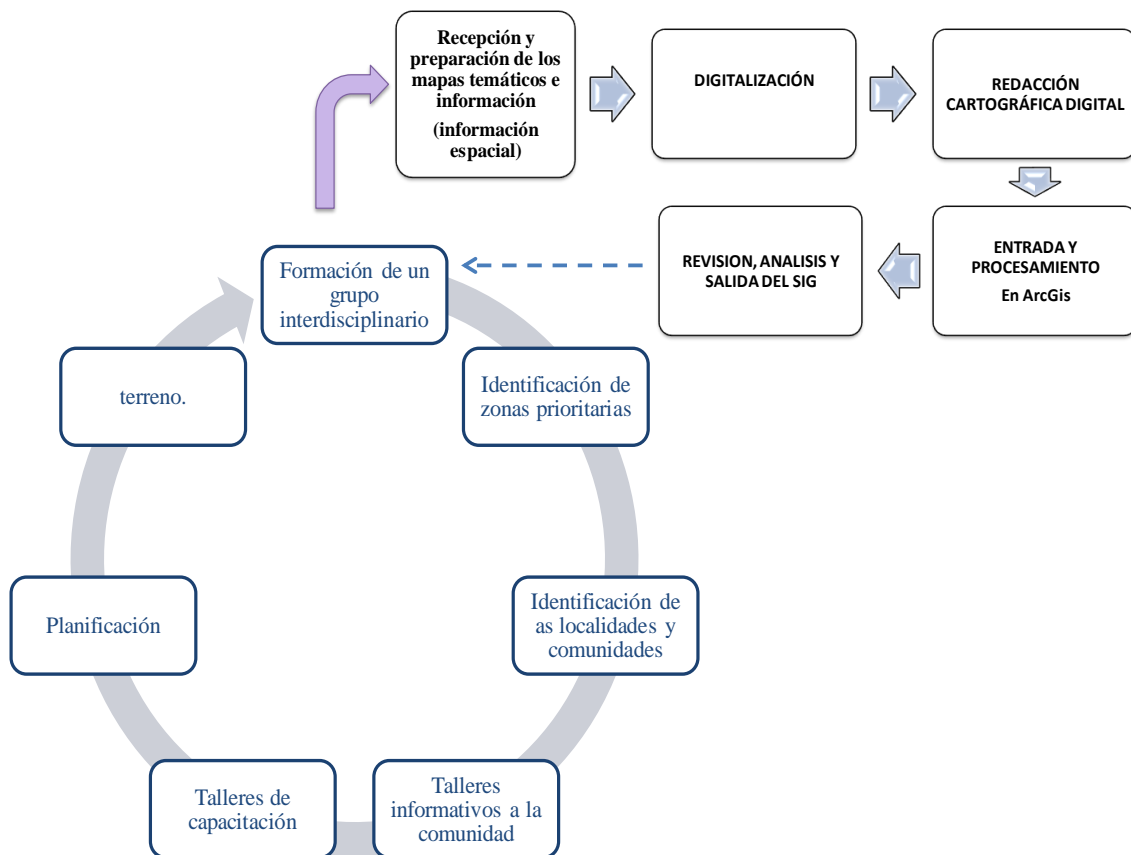 Recepción y
preparación de los
mapas temáticos e
información
(información
espacial)
DIGITALIZACIÓN
REDACCIÓN
CARTOGRÁFICA DIGITAL
ENTRADA Y
PROCESAMIENTO
En ArcGis
REVISION, ANALISIS Y
SALIDA DEL SIG
Formación de un
grupo
interdisciplinario
Identificación de
zonas prioritarias
Identificación de
as localidades y
comunidades
Talleres
informativos a la
comunidad
Talleres de
capacitación
Planificación
terreno.